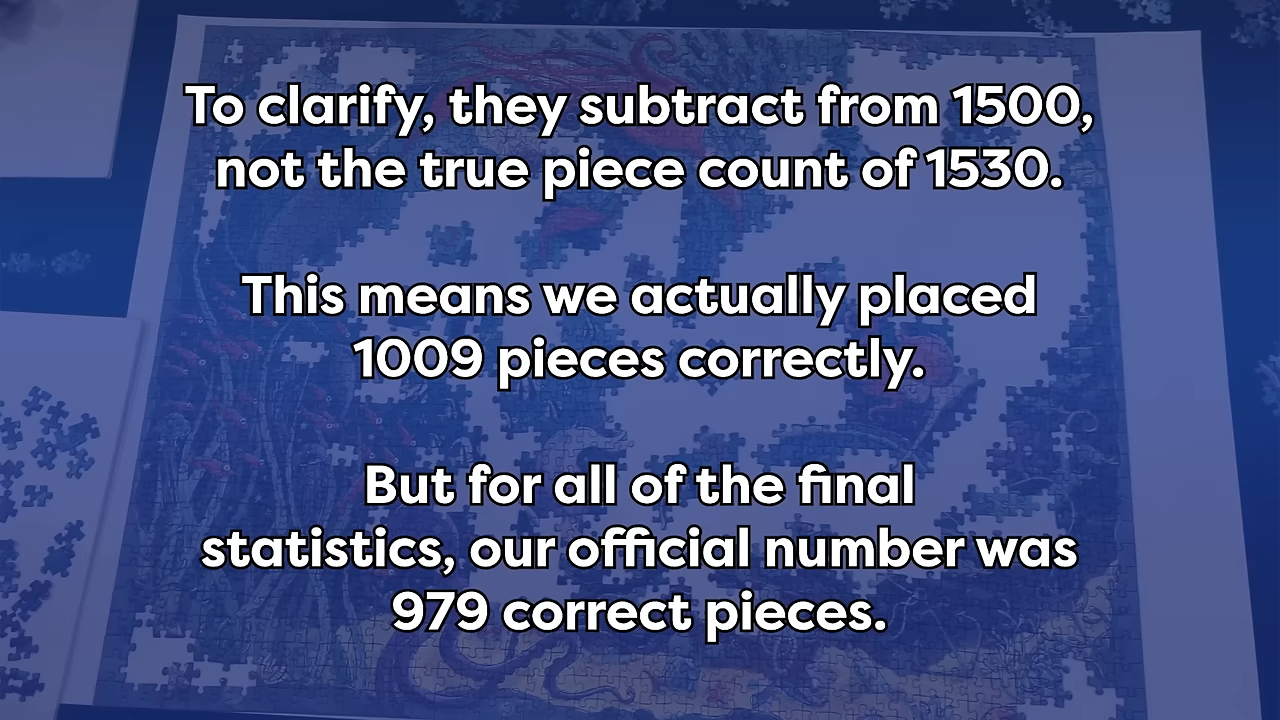 To clarify, they subtract from 1500,
not the true piece count of 1530.
This means we actually placed
1009 pieces correctly.
But for all of the final
statistics, our official number was
979 correct pieces.